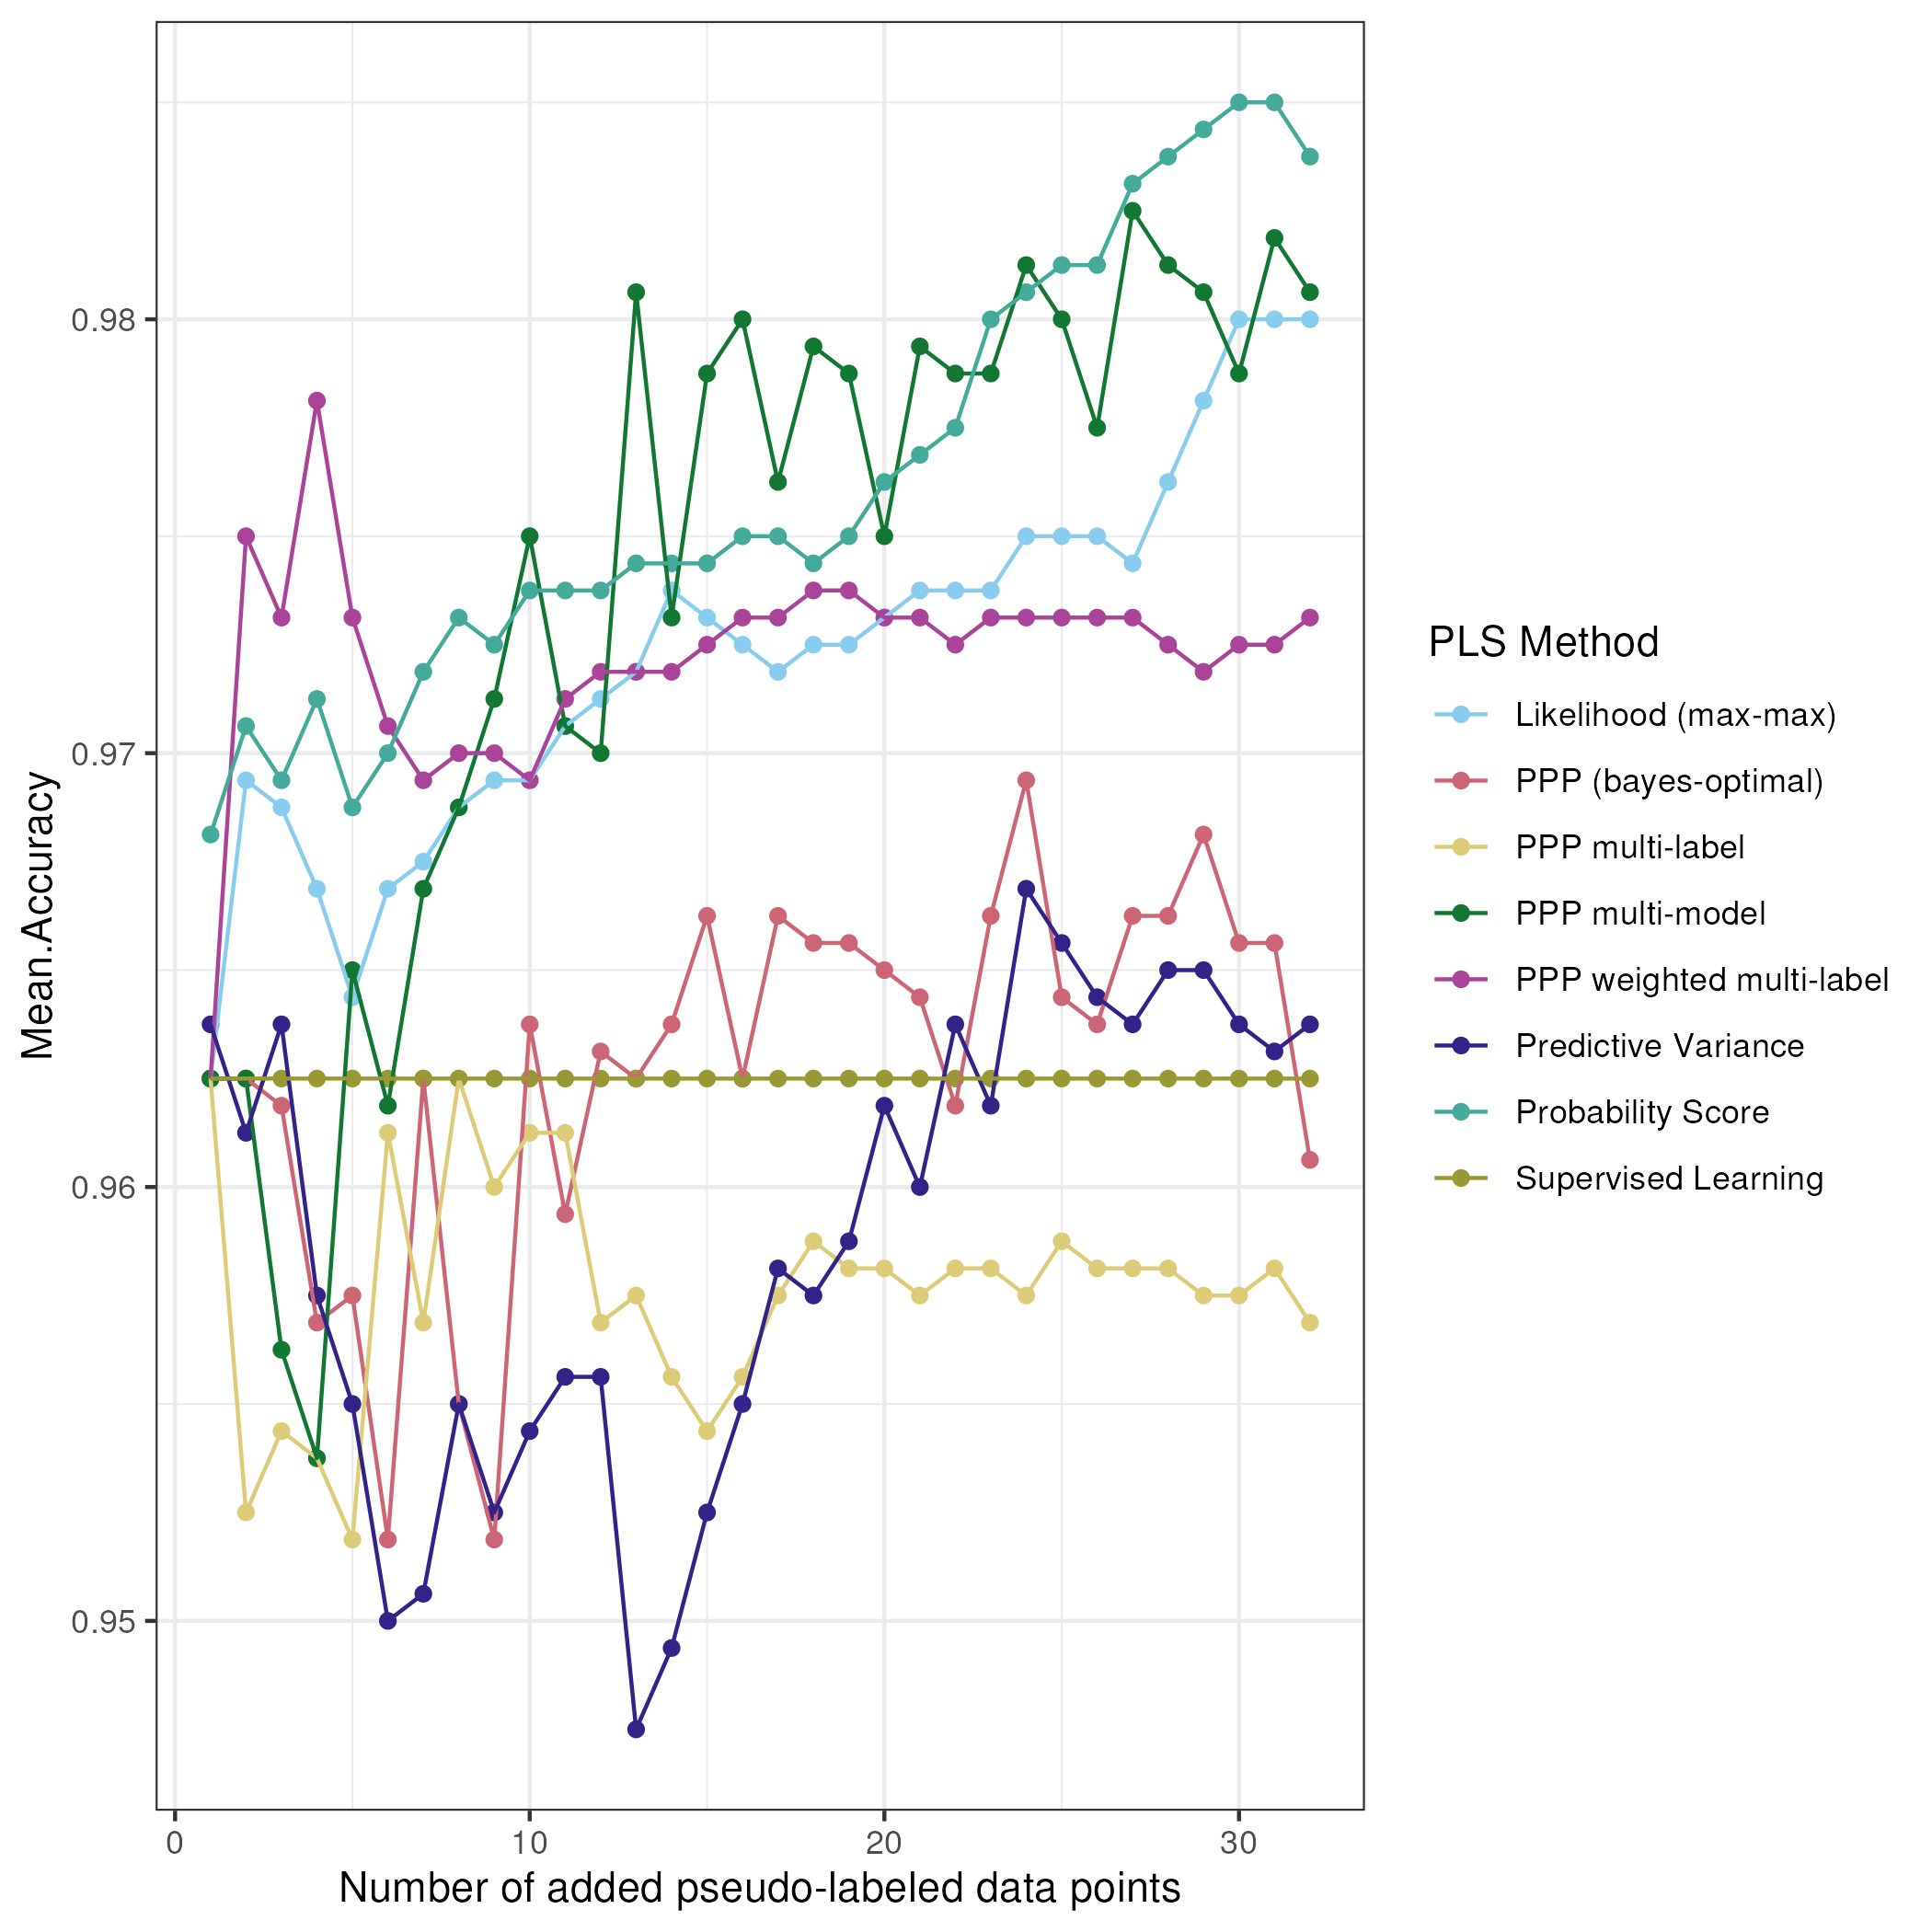 Mean.Accuracy
0.98
0.97
0.96
0.95
0
10
20
30
Number of added pseudo-labeled data points
PLS Method
Likelihood (max-max)
PPP (bayes-optimal)
PPP multi-label
PPP multi-model
PPP weighted multi-label
Predictive Variance
Probability Score
Supervised Learning